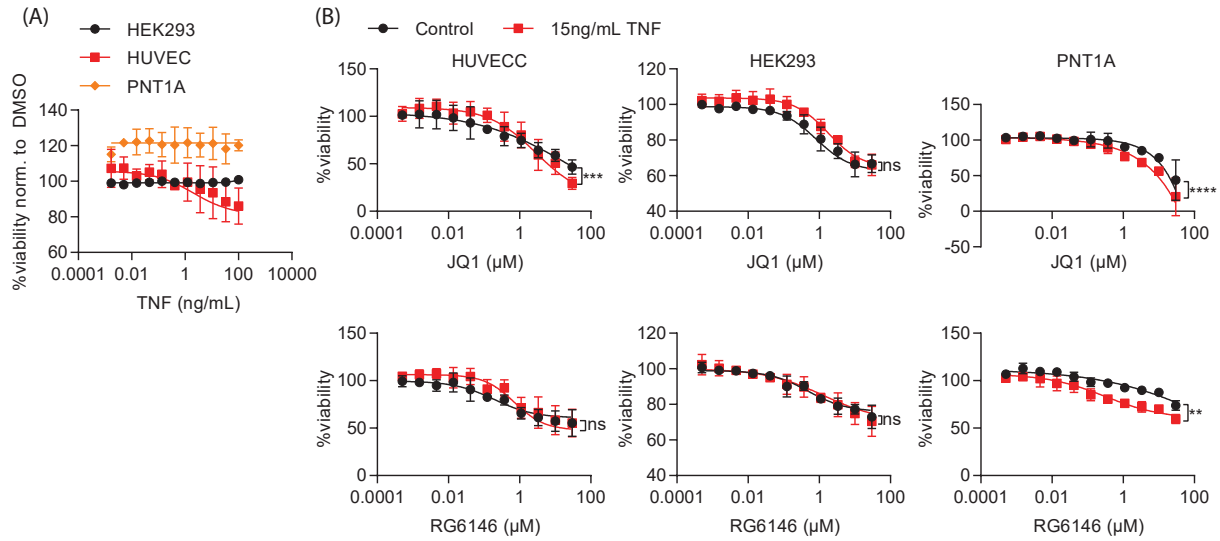 (A)
HEK293
HUVEC
PNT1A
%viability norm. to DMSO
140
120
100
80
60
0.0001
0.01
1
100
10000
TNF (ng/mL)
(B)
Control
15ng/mL TNF
HUVECC
%viability
150
100
50
0
***
0.0001
0.01
1
100
JQ1 (µM)
HEK293
%viability
120
100
80
60
40
ns
0.0001
0.01
1
100
JQ1 (µM)
PNT1A
%viability
150
100
50
0
-50
****
0.0001
0.01
1
100
JQ1 (µM)
%viability
150
100
50
0
ns
0.0001
0.01
1
100
RG6146 (µM)
%viability
120
100
80
60
40
ns
0.0001
0.01
1
100
RG6146 (µM)
%viability
150
100
50
0
**
0.0001
0.01
1
100
RG6146 (µM)